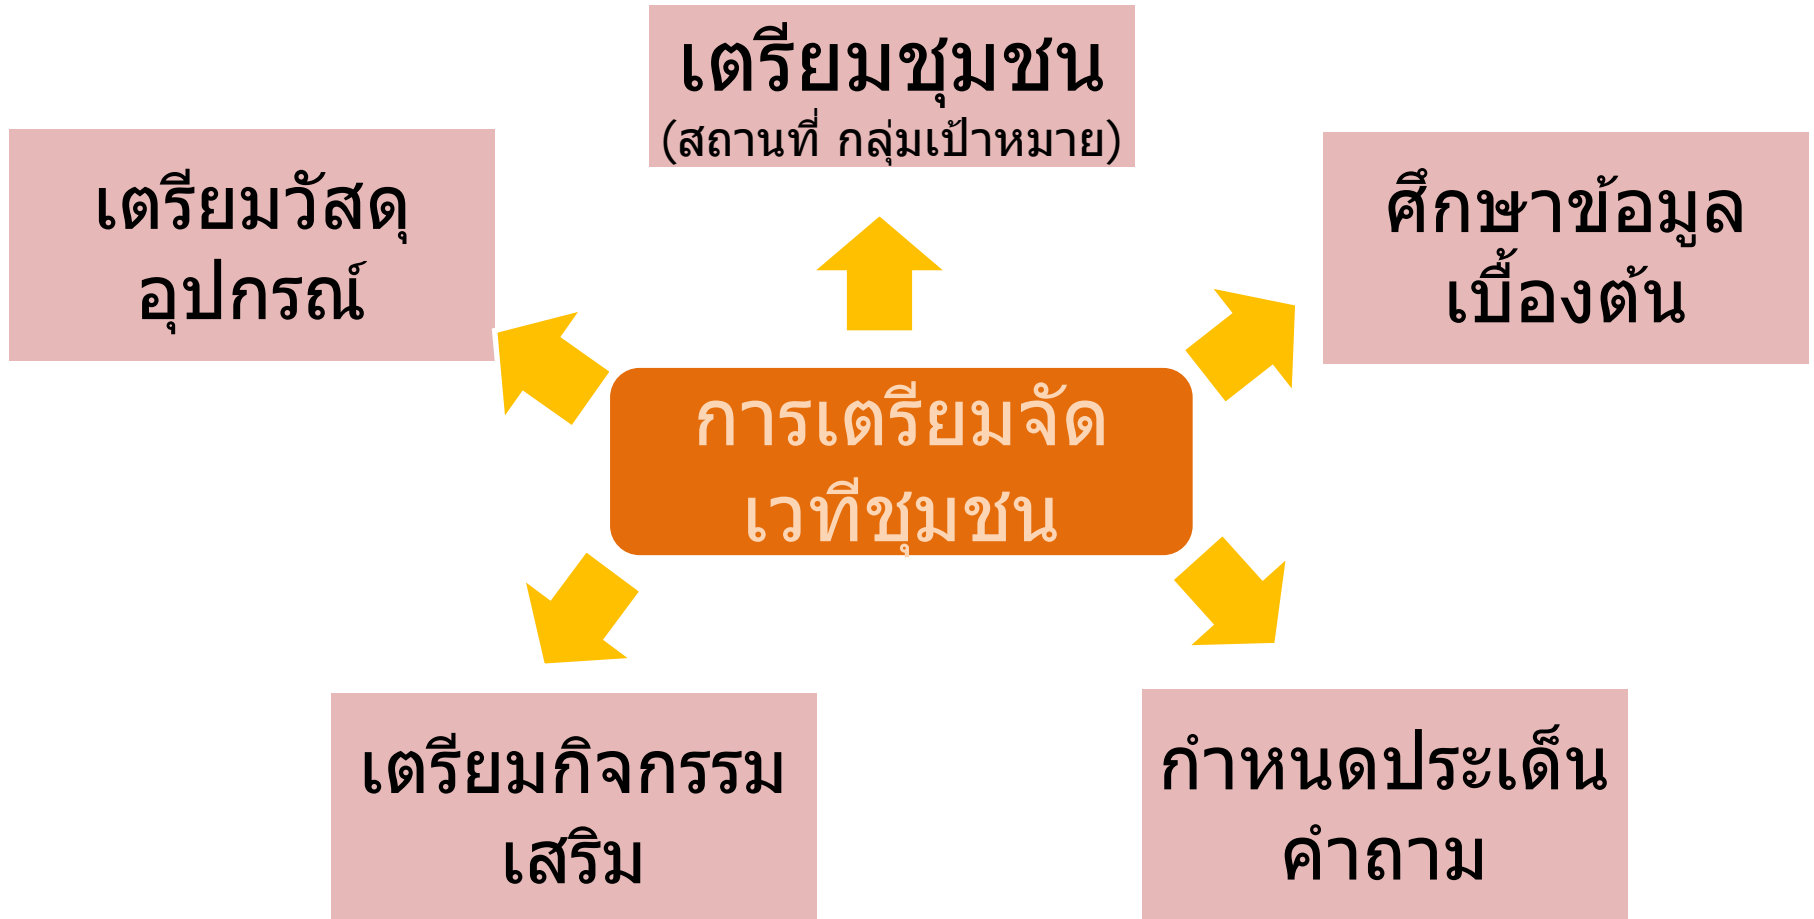 เตรียมชุมชน
(สถานที่ กลุ่มเป้าหมาย)
เตรียมวัสดุ
อุปกรณ์
ศึกษาข้อมูล
เบื้องต้น
การเตรียมจัด
เวทีชุมชน
เตรียมกิจกรรม
เสริม
กำหนดประเด็น
คำถาม